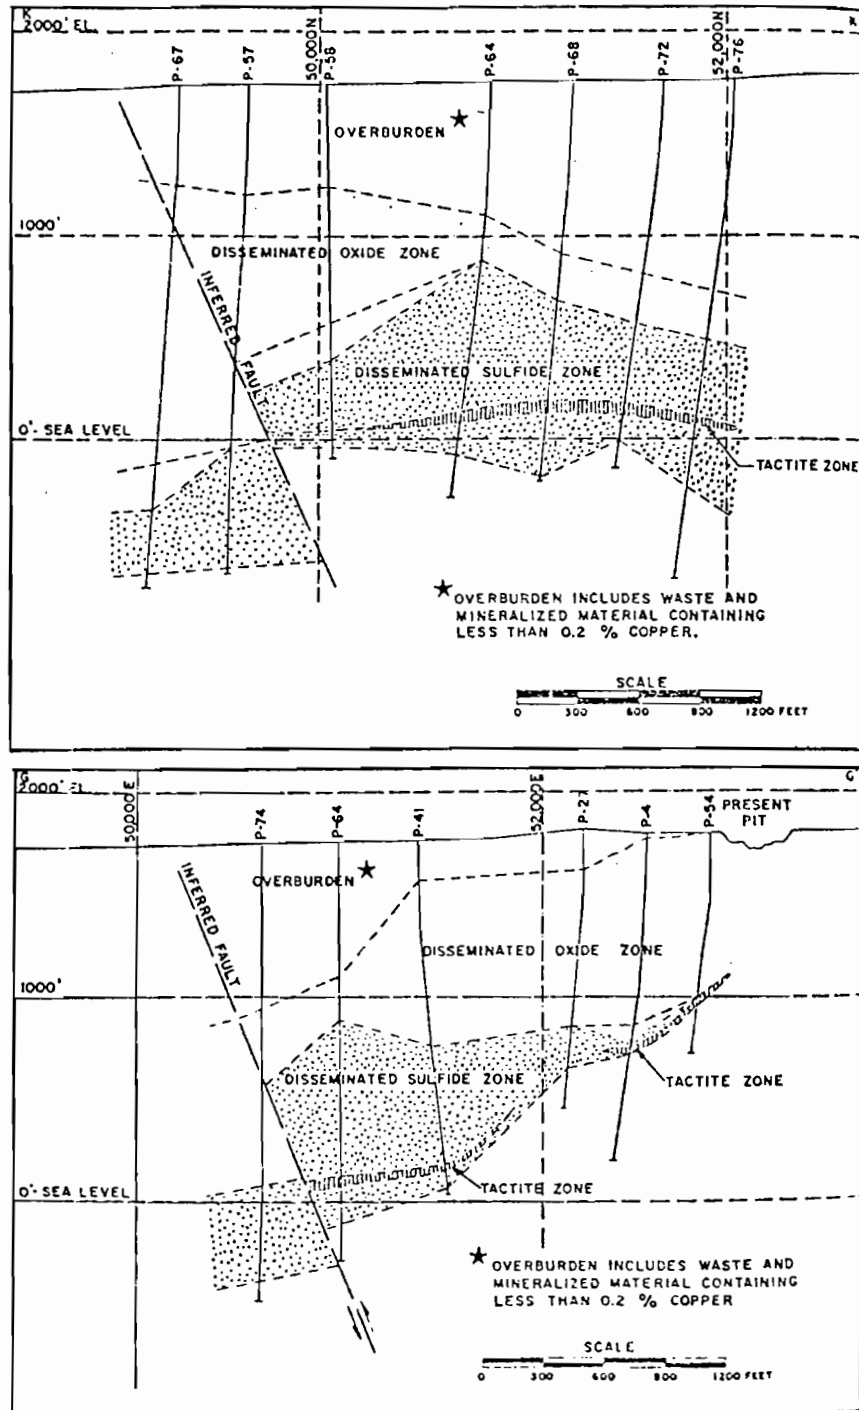 K
2000' EL.
P-67
P-57
50,000N
P-58
P-64
P-68
P-72
52,000N
P-76
★
OVERBURDEN
1000'
DISSEMINATED OXIDE ZONE
INFERRED FAULT
DISSEMINATED SULFIDE ZONE
0'- SEA LEVEL
TACTITE ZONE
★ OVERBURDEN INCLUDES WASTE AND
MINERALIZED MATERIAL CONTAINING
LESS THAN 0.2 % COPPER.
SCALE
0 300 600 900 1200 FEET
G
2000' EL
50,000E
P-74
P-64
P-41
52,000E
P-27
P-4
P-54
G'
PRESENT
PIT
INFERRED FAULT
OVERBURDEN ★
DISSEMINATED OXIDE ZONE
1000'
DISSEMINATED SULFIDE ZONE
TACTITE ZONE
0'- SEA LEVEL
TACTITE ZONE
★ OVERBURDEN INCLUDES WASTE AND
MINERALIZED MATERIAL CONTAINING
LESS THAN 0.2 % COPPER
SCALE
0 300 600 900 1200 FEET